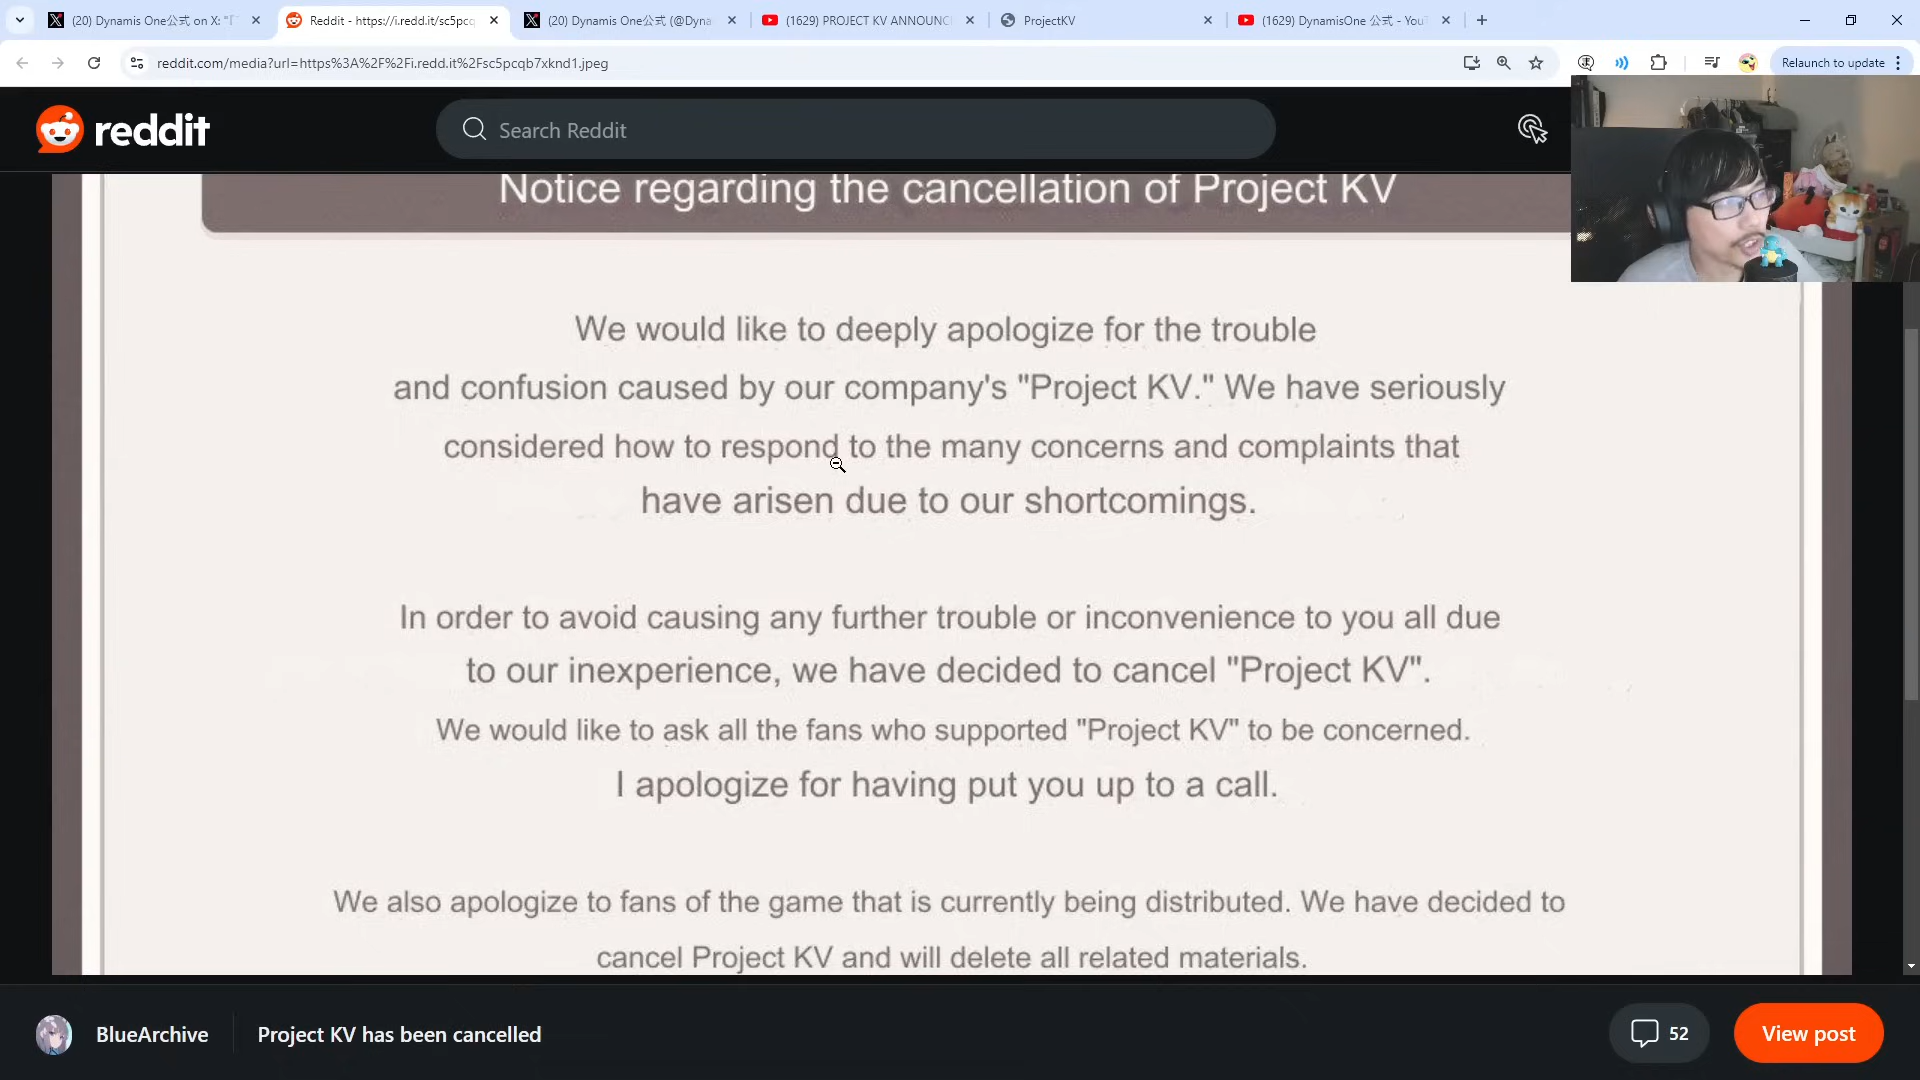 (20) Dynamis One公式 on X: "「
Reddit - https://i.redd.it/sc5pcq
(20) Dynamis One公式 (@Dyna
(1629) PROJECT KV ANNOUNC
ProjectKV
(1629) DynamisOne 公式 - You
reddit.com/media?url=https%3A%2F%2Fi.redd.it%2Fsc5pcqb7xknd1.jpeg
Relaunch to update
reddit
Search Reddit
Notice regarding the cancellation of Project KV
We would like to deeply apologize for the trouble
and confusion caused by our company's "Project KV." We have seriously
considered how to respond to the many concerns and complaints that
have arisen due to our shortcomings.
In order to avoid causing any further trouble or inconvenience to you all due
to our inexperience, we have decided to cancel "Project KV".
We would like to ask all the fans who supported "Project KV" to be concerned.
I apologize for having put you up to a call.
We also apologize to fans of the game that is currently being distributed. We have decided to
cancel Project KV and will delete all related materials.
BlueArchive
Project KV has been cancelled
52
View post